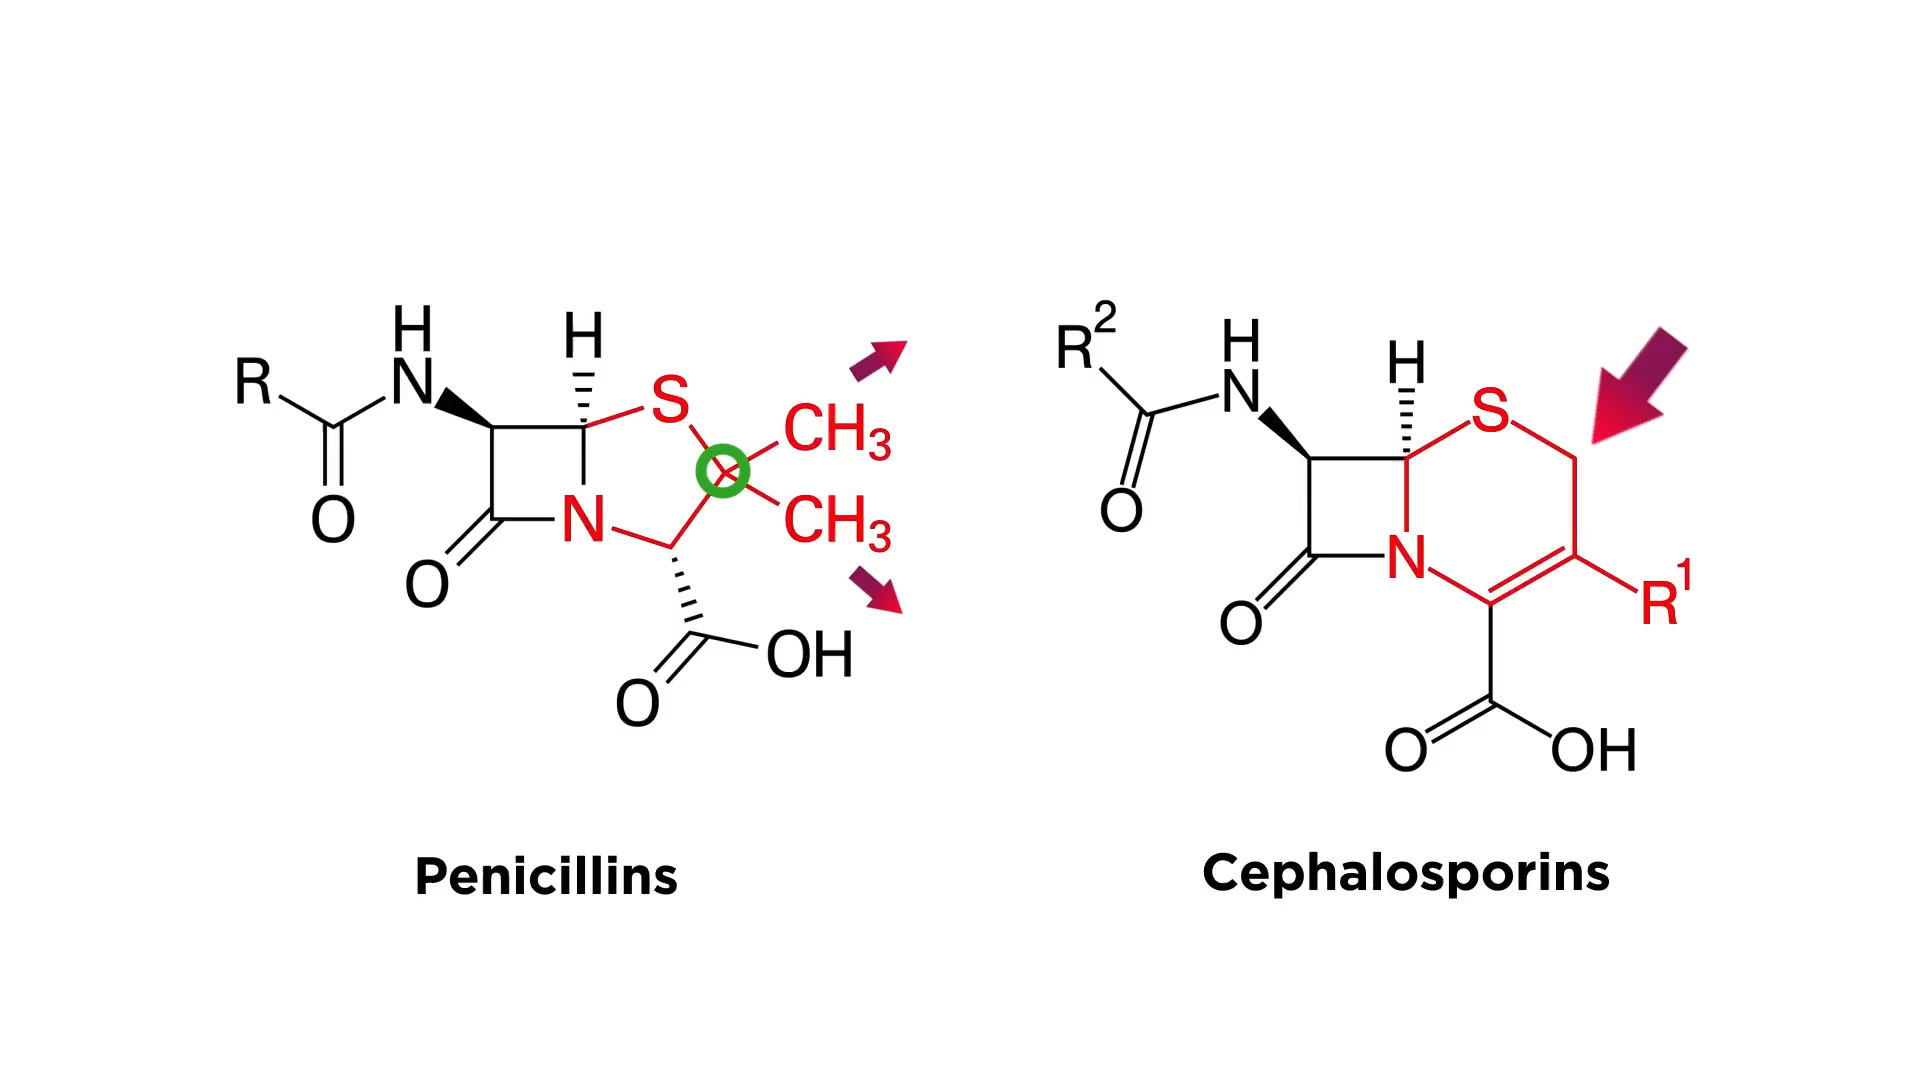 H
N
H
R
S
CH3
O
N
CH3
O
OH
O
Penicillins
R2
H
N
H
S
O
N
R1
O
O
OH
Cephalosporins